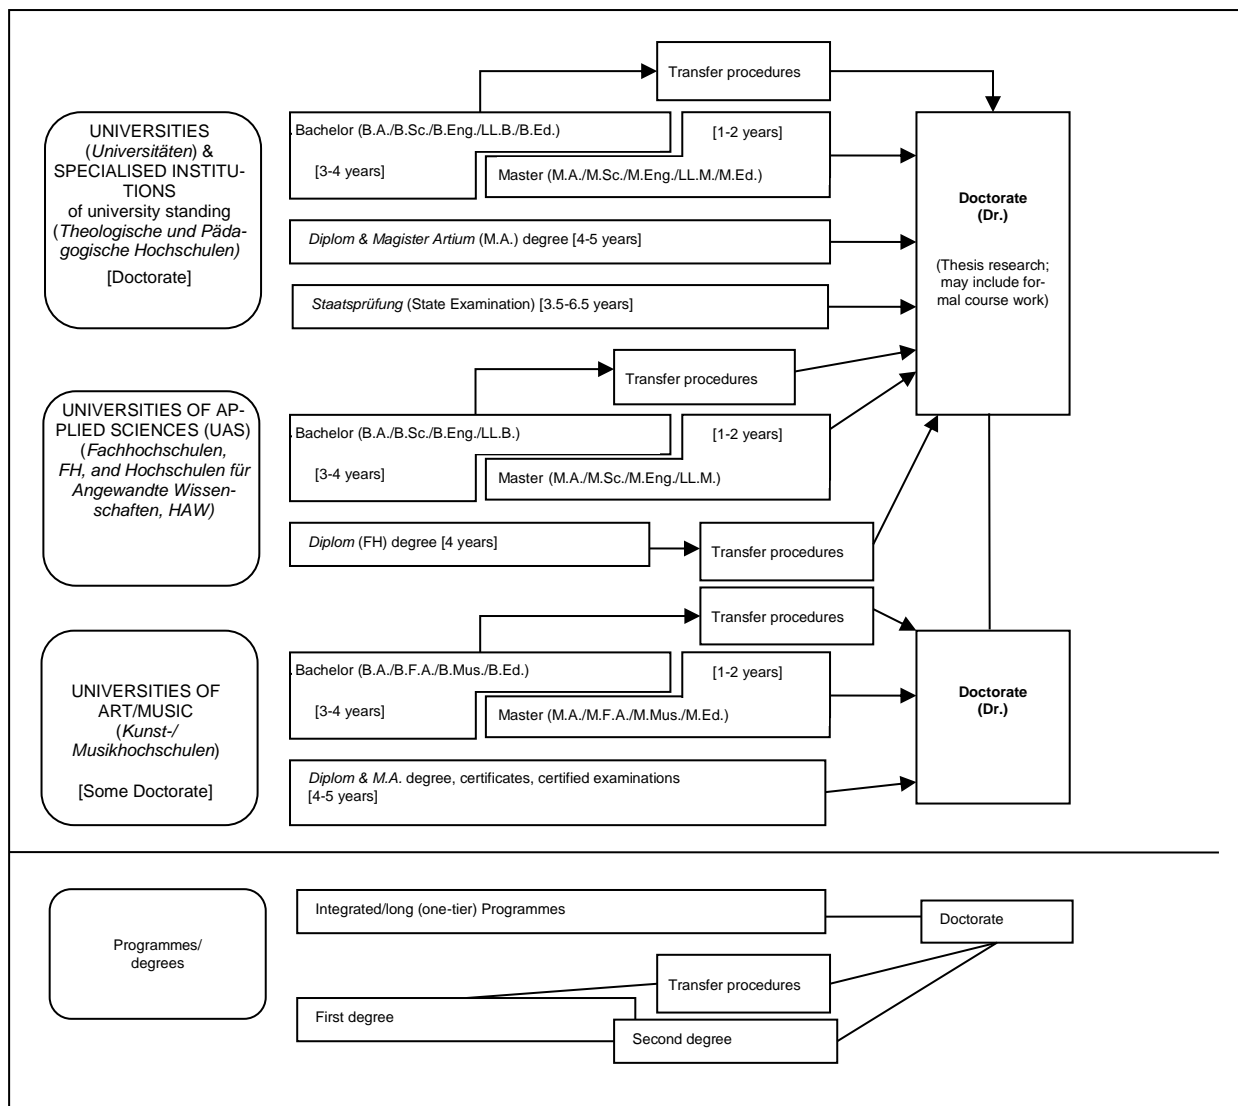 Transfer procedures
UNIVERSITIES
(Universitäten) &
SPECIALISED INSTITU-
TIONS
of university standing
(Theologische und Päda-
gogische Hochschulen)
[Doctorate]
Bachelor (B.A./B.Sc./B.Eng./LL.B./B.Ed.)
[3-4 years]
[1-2 years]
Master (M.A./M.Sc./M.Eng./LL.M./M.Ed.)
Diplom & Magister Artium (M.A.) degree [4-5 years]
Staatsprüfung (State Examination) [3.5-6.5 years]
Doctorate
(Dr.)
(Thesis research;
may include for-
mal course work)
Transfer procedures
UNIVERSITIES OF AP-
PLIED SCIENCES (UAS)
(Fachhochschulen,
FH, and Hochschulen für
Angewandte Wissen-
schaften, HAW)
Bachelor (B.A./B.Sc./B.Eng./LL.B.)
[3-4 years]
[1-2 years]
Master (M.A./M.Sc./M.Eng./LL.M.)
Diplom (FH) degree [4 years]
Transfer procedures
Transfer procedures
UNIVERSITIES OF
ART/MUSIC
(Kunst-/
Musikhochschulen)
[Some Doctorate]
Bachelor (B.A./B.F.A./B.Mus./B.Ed.)
[3-4 years]
[1-2 years]
Master (M.A./M.F.A./M.Mus./M.Ed.)
Diplom & M.A. degree, certificates, certified examinations
[4-5 years]
Doctorate
(Dr.)
Programmes/
degrees
Integrated/long (one-tier) Programmes
Doctorate
Transfer procedures
First degree
Second degree